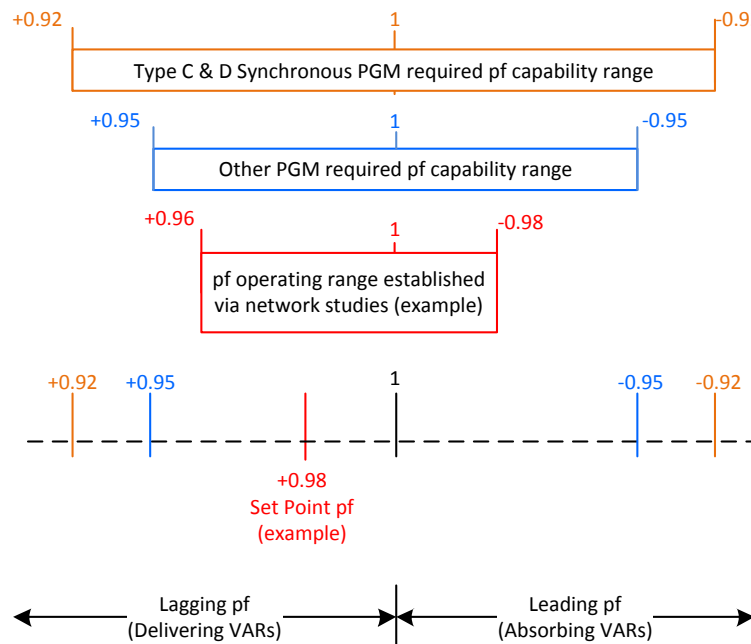 +0.92 1 -0.9
Type C & D Synchronous PGM required pf capability range
+0.95 1 -0.95
Other PGM required pf capability range
+0.96 1 -0.98
pf operating range established
via network studies (example)
+0.92 +0.95 1 -0.95 -0.92
+0.98
Set Point pf
(example)
Lagging pf Leading pf
(Delivering VARs) (Absorbing VARs)